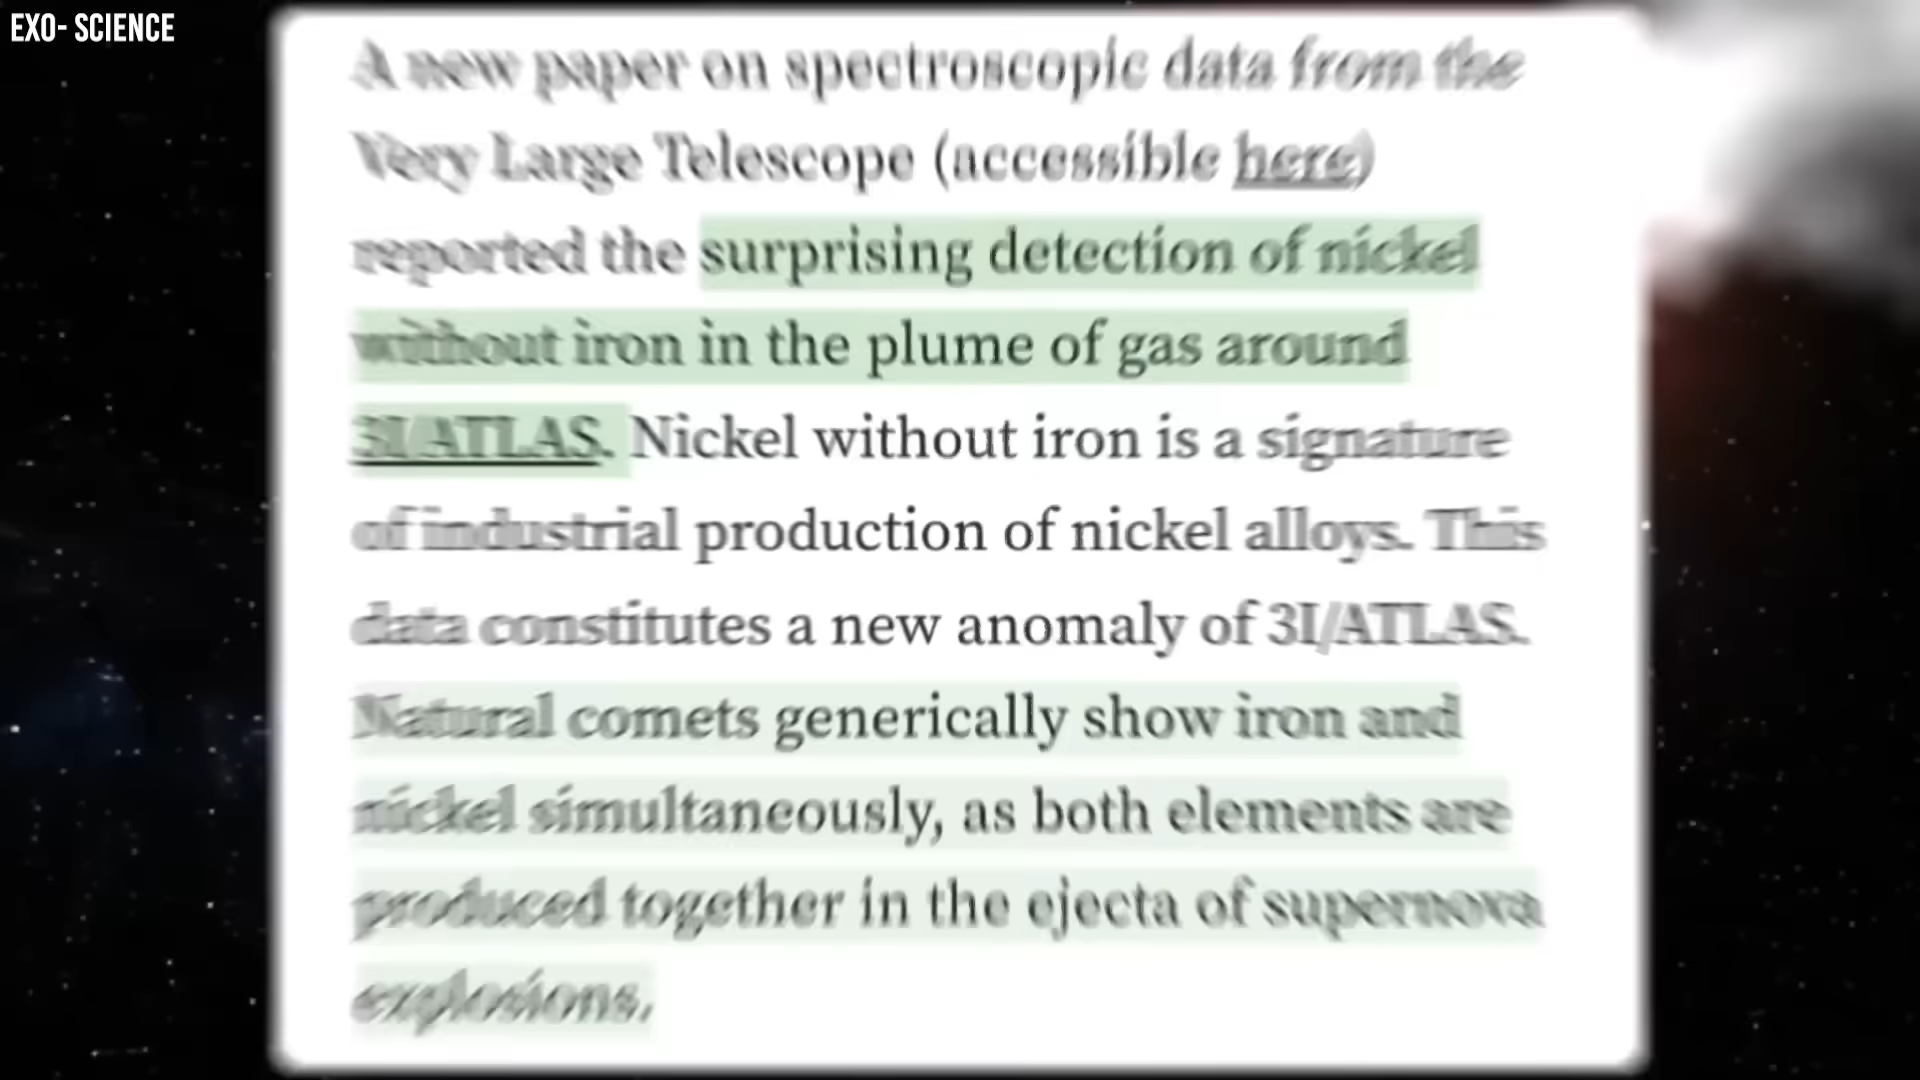 EXO- SCIENCE
A new paper on spectroscopic data from the
Very Large Telescope (accessible here)
reported the surprising detection of nickel
without iron in the plume of gas around
3I/ATLAS. Nickel without iron is a signature
of industrial production of nickel alloys. This
data constitutes a new anomaly of 3I/ATLAS.
Natural comets generically show iron and
nickel simultaneously, as both elements are
produced together in the ejecta of supernova
explosions.